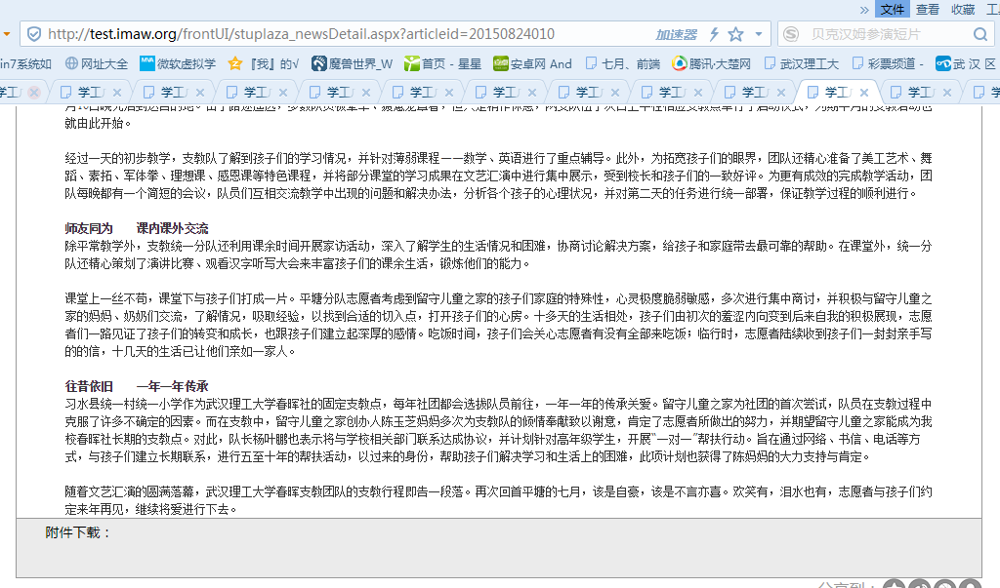 » 文件 查看 收藏 工具
http://test.imaw.org/frontUI/stuplaza_newsDetail.aspx?articleid=20150824010 加速器 贝克汉姆参演短片
in7系统如 网址大全 微软虚拟学 『我』的√ 魔兽世界_W 首页 - 星星 安卓网 And 七月、前端 腾讯·大楚网 武汉理工大 彩票频道 - 武 汉 区
学工 学工 学工 学工 学工 学工 学工 学工 学工 学工 学工 学工 学
就由此开始。
经过一天的初步教学，支教队了解到孩子们的学习情况，并针对薄弱课程——数学、英语进行了重点辅导。此外，为拓宽孩子们的眼界，团队还精心准备了美工艺术、舞
蹈、素拓、军体拳、理想课、感恩课等特色课程，并将部分课堂的学习成果在文艺汇演中进行集中展示，受到校长和孩子们的一致好评。为更有成效的完成教学活动，团
队每晚都有一个简短的会议，队员们互相交流教学中出现的问题和解决办法，分析各个孩子的心理状况，并对第二天的任务进行统一部署，保证教学过程的顺利进行。
师友同为 课内课外交流
除平常教学外，支教统一分队还利用课余时间开展家访活动，深入了解学生的生活情况和困难，协商讨论解决方案，给孩子和家庭带去最可靠的帮助。在课堂外，统一分
队还精心策划了演讲比赛、观看汉字听写大会来丰富孩子们的课余生活，锻炼他们的能力。
课堂上一丝不苟，课堂下与孩子们打成一片。平塘分队志愿者考虑到留守儿童之家的孩子们家庭的特殊性，心灵极度脆弱敏感，多次进行集中商讨，并积极与留守儿童之
家的妈妈、奶奶们交流，了解情况，吸取经验，以找到合适的切入点，打开孩子们的心房。十多天的生活相处，孩子们由初次的羞涩内向变到后来自我的积极展现，志愿
者们一路见证了孩子们的转变和成长，也跟孩子们建立起深厚的感情。吃饭时间，孩子们会关心志愿者有没有全部来吃饭；临行时，志愿者陆续收到孩子们一封封亲手写
的的信，十几天的生活已让他们亲如一家人。
往昔依旧 一年一年传承
习水县统一村统一小学作为武汉理工大学春晖社的固定支教点，每年社团都会选拔队员前往，一年一年的传承关爱。留守儿童之家为社团的首次尝试，队员在支教过程中
克服了许多不确定的因素。而在支教中，留守儿童之家创办人陈玉芝妈妈多次为支教队的倾情奉献致以谢意，肯定了志愿者所做出的努力，并期望留守儿童之家能成为我
校春晖社长期的支教点。对此，队长杨叶鹏也表示将与学校相关部门联系达成协议，并计划针对高年级学生，开展“一对一”帮扶行动。旨在通过网络、书信、电话等方
式，与孩子们建立长期联系，进行五至十年的帮扶活动，以过来的身份，帮助孩子们解决学习和生活上的困难，此项计划也获得了陈妈妈的大力支持与肯定。
随着文艺汇演的圆满落幕，武汉理工大学春晖支教团队的支教行程即告一段落。再次回首平塘的七月，该是自豪，该是不言亦喜。欢笑有，泪水也有，志愿者与孩子们约
定来年再见，继续将爱进行下去。
附件下载：